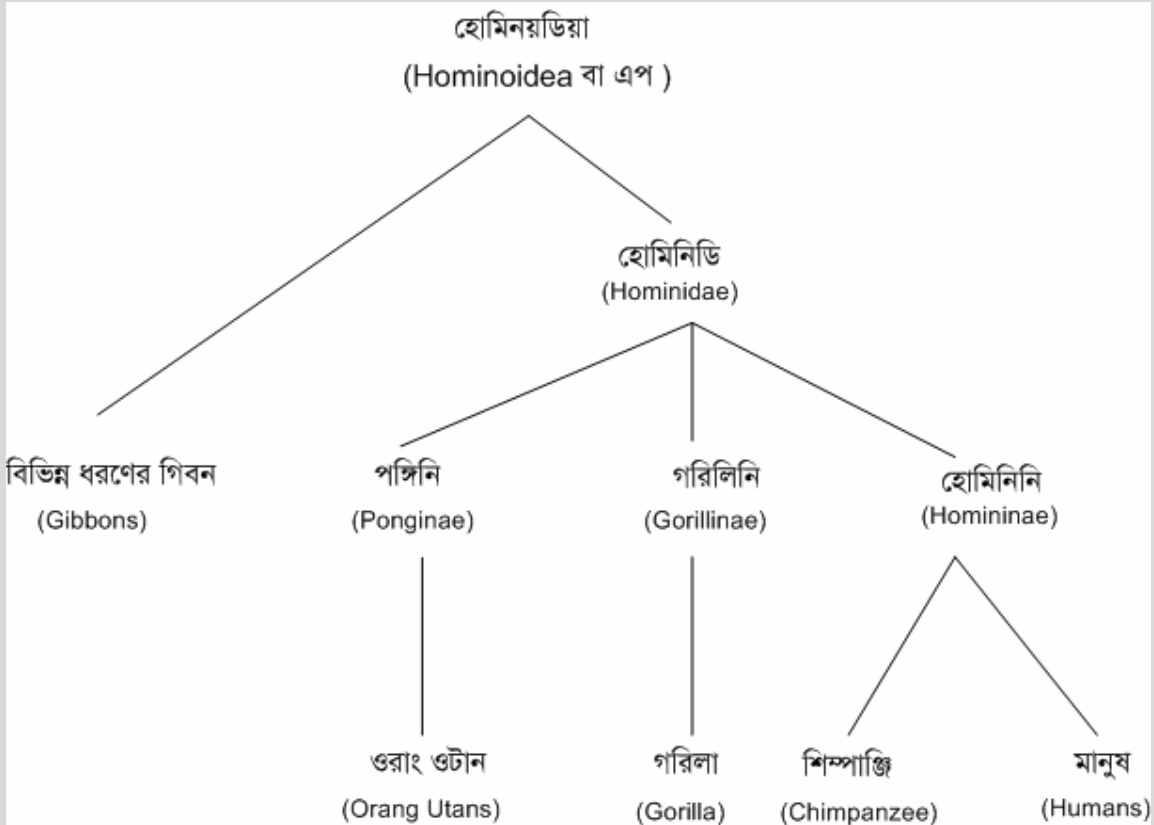 হোমিনয়ডিয়া
(Hominoidea বা এপ )
হোমিনিডি
(Hominidae)
বিভিন্ন ধরণের গিবন
(Gibbons)
পঙ্গিনি
(Ponginae)
গরিলিনি
(Gorillinae)
হোমিনিনি
(Homininae)
ওরাং ওটান
(Orang Utans)
গরিলা
(Gorilla)
শিম্পাঞ্জি
(Chimpanzee)
মানুষ
(Humans)